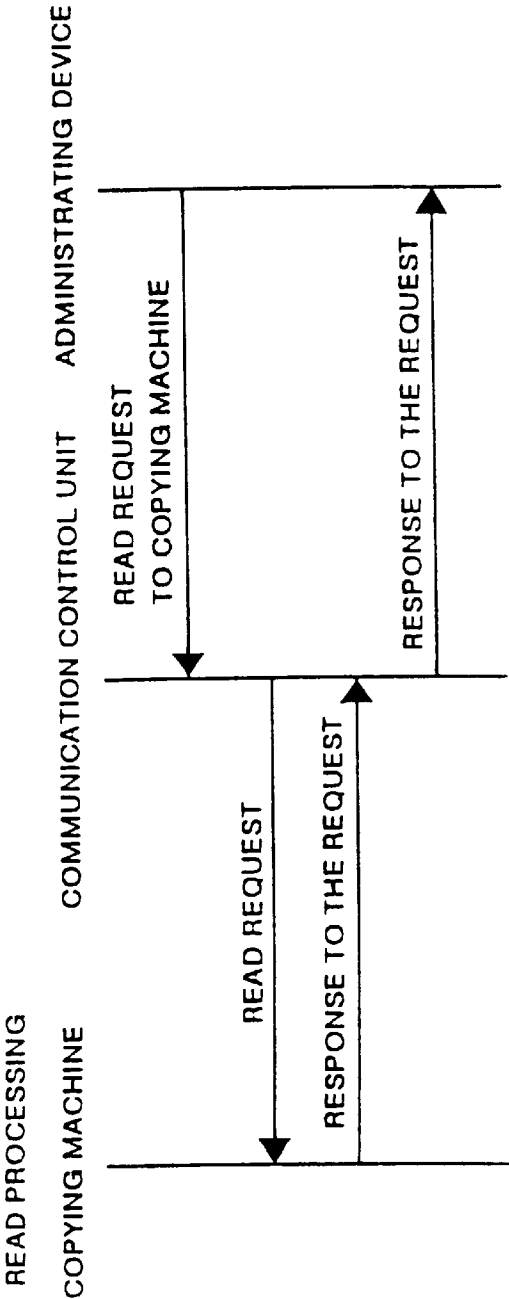 READ PROCESSING
COPYING MACHINE COMMUNICATION CONTROL UNIT ADMINISTRATING DEVICE
READ REQUEST
TO COPYING MACHINE
READ REQUEST
RESPONSE TO THE REQUEST
RESPONSE TO THE REQUEST